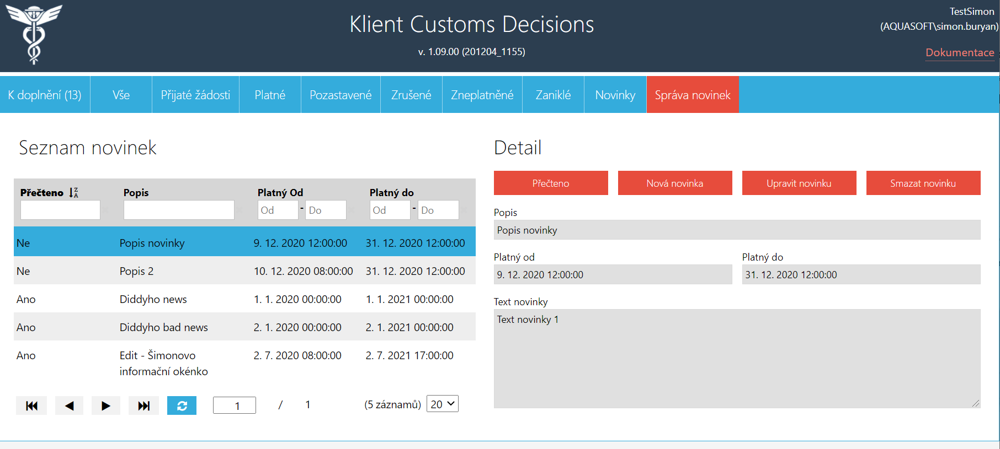 Klient Customs Decisions
v. 1.09.00 (201204_1155)
TestSimon
(AQUASOFT\simon.buryan)
Dokumentace
K doplnění (13) Vše Přijaté žádosti Platné Pozastavené Zrušené Zneplatněné Zaniklé Novinky Správa novinek
Seznam novinek
Přečteno Popis Platný Od Platný do
Od - Do Od - Do
Ne Popis novinky 9. 12. 2020 12:00:00 31. 12. 2020 12:00:00
Ne Popis 2 10. 12. 2020 08:00:00 31. 12. 2020 12:00:00
Ano Diddyho news 1. 1. 2020 00:00:00 1. 1. 2021 00:00:00
Ano Diddyho bad news 2. 1. 2020 00:00:00 2. 1. 2021 00:00:00
Ano Edit - Šimonovo 2. 7. 2020 08:00:00 2. 7. 2021 17:00:00
informační okénko
1 / 1 (5 záznamů) 20
Detail
Přečteno Nová novinka Upravit novinku Smazat novinku
Popis
Popis novinky
Platný od Platný do
9. 12. 2020 12:00:00 31. 12. 2020 12:00:00
Text novinky
Text novinky 1